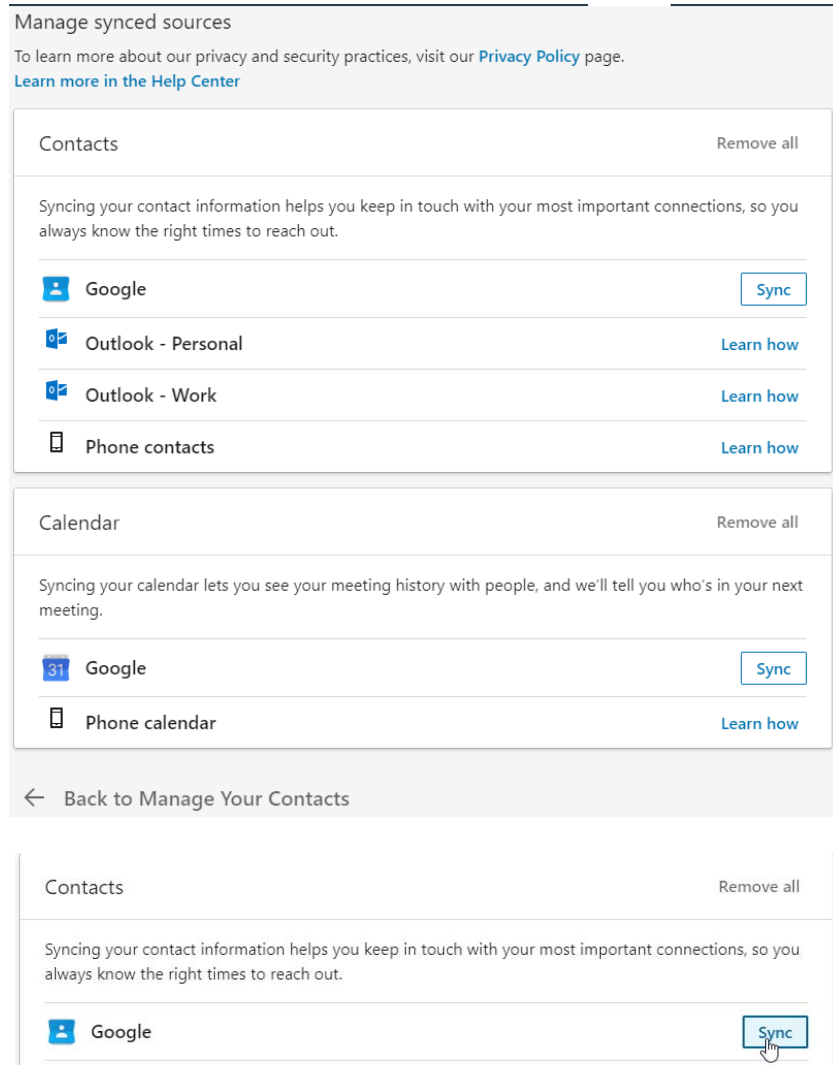 Manage synced sources
To learn more about our privacy and security practices, visit our Privacy Policy page.
Learn more in the Help Center
Contacts Remove all
Syncing your contact information helps you keep in touch with your most important connections, so you
always know the right times to reach out.
Google Sync
Outlook - Personal Learn how
Outlook - Work Learn how
Phone contacts Learn how
Calendar Remove all
Syncing your calendar lets you see your meeting history with people, and we'll tell you who's in your next
meeting.
31 Google Sync
Phone calendar Learn how
← Back to Manage Your Contacts
Contacts Remove all
Syncing your contact information helps you keep in touch with your most important connections, so you
always know the right times to reach out.
Google Sync